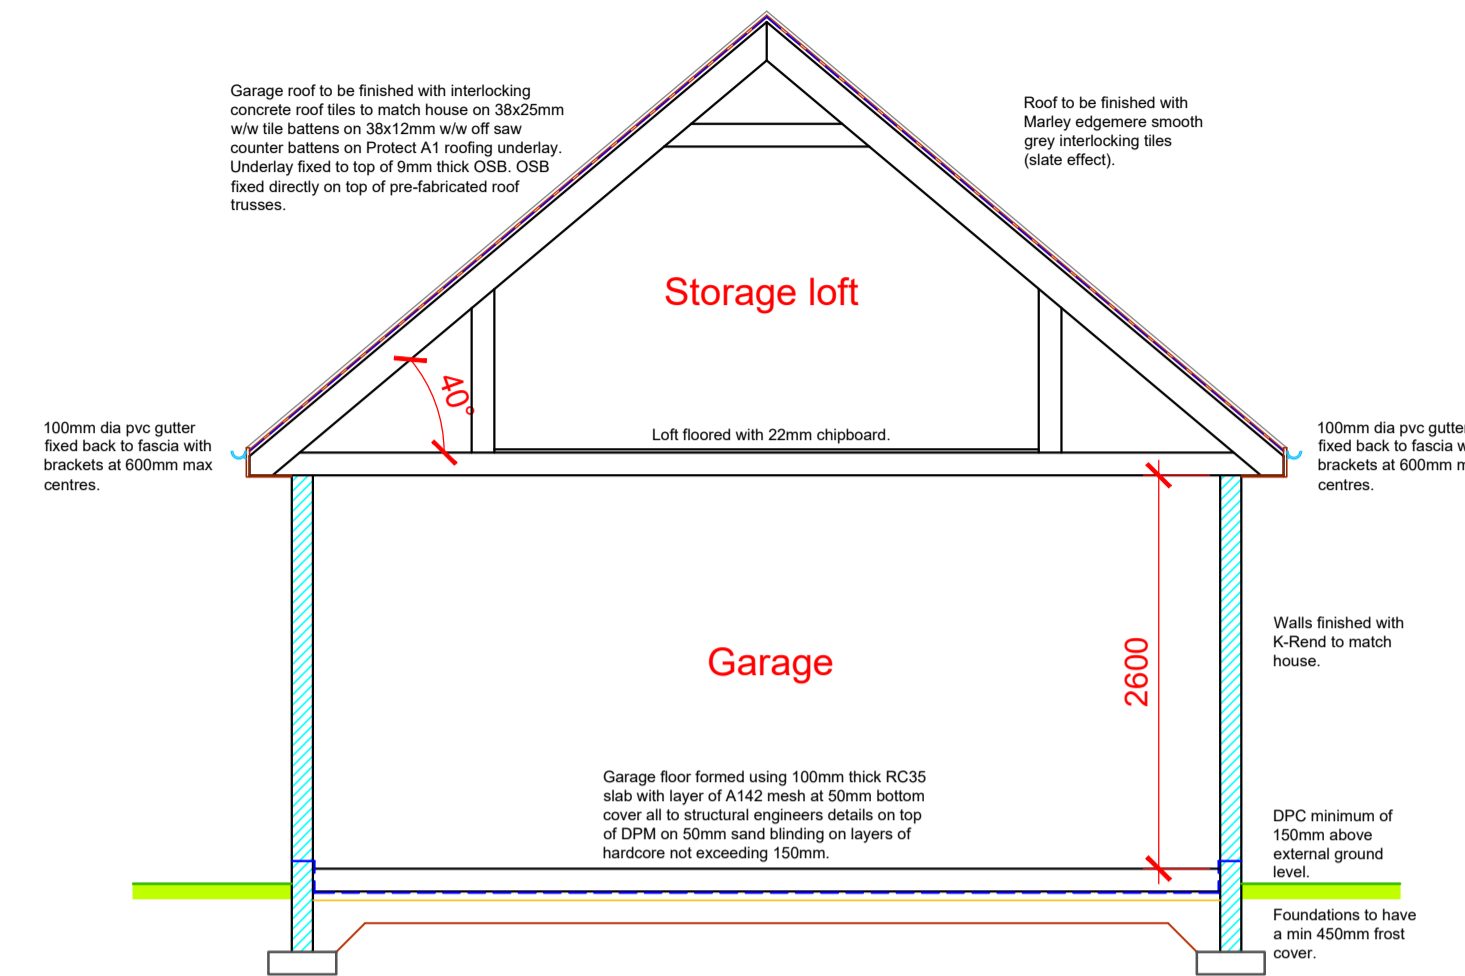 Garage roof to be finished with interlocking
concrete roof tiles to match house on 38x25mm
w/w tile battens on 38x12mm w/w off saw
counter battens on Protect A1 roofing underlay.
Underlay fixed to top of 9mm thick OSB. OSB
fixed directly on top of pre-fabricated roof
trusses.
Roof to be finished with
Marley edgemere smooth
grey interlocking tiles
(slate effect).
Storage loft
40°
Loft floored with 22mm chipboard.
100mm dia pvc gutter
fixed back to fascia with
brackets at 600mm max
centres.
100mm dia pvc gutter
fixed back to fascia w
brackets at 600mm m
centres.
Garage
2600
Walls finished with
K-Rend to match
house.
Garage floor formed using 100mm thick RC35
slab with layer of A142 mesh at 50mm bottom
cover all to structural engineers details on top
of DPM on 50mm sand blinding on layers of
hardcore not exceeding 150mm.
DPC minimum of
150mm above
external ground
level.
Foundations to have
a min 450mm frost
cover.